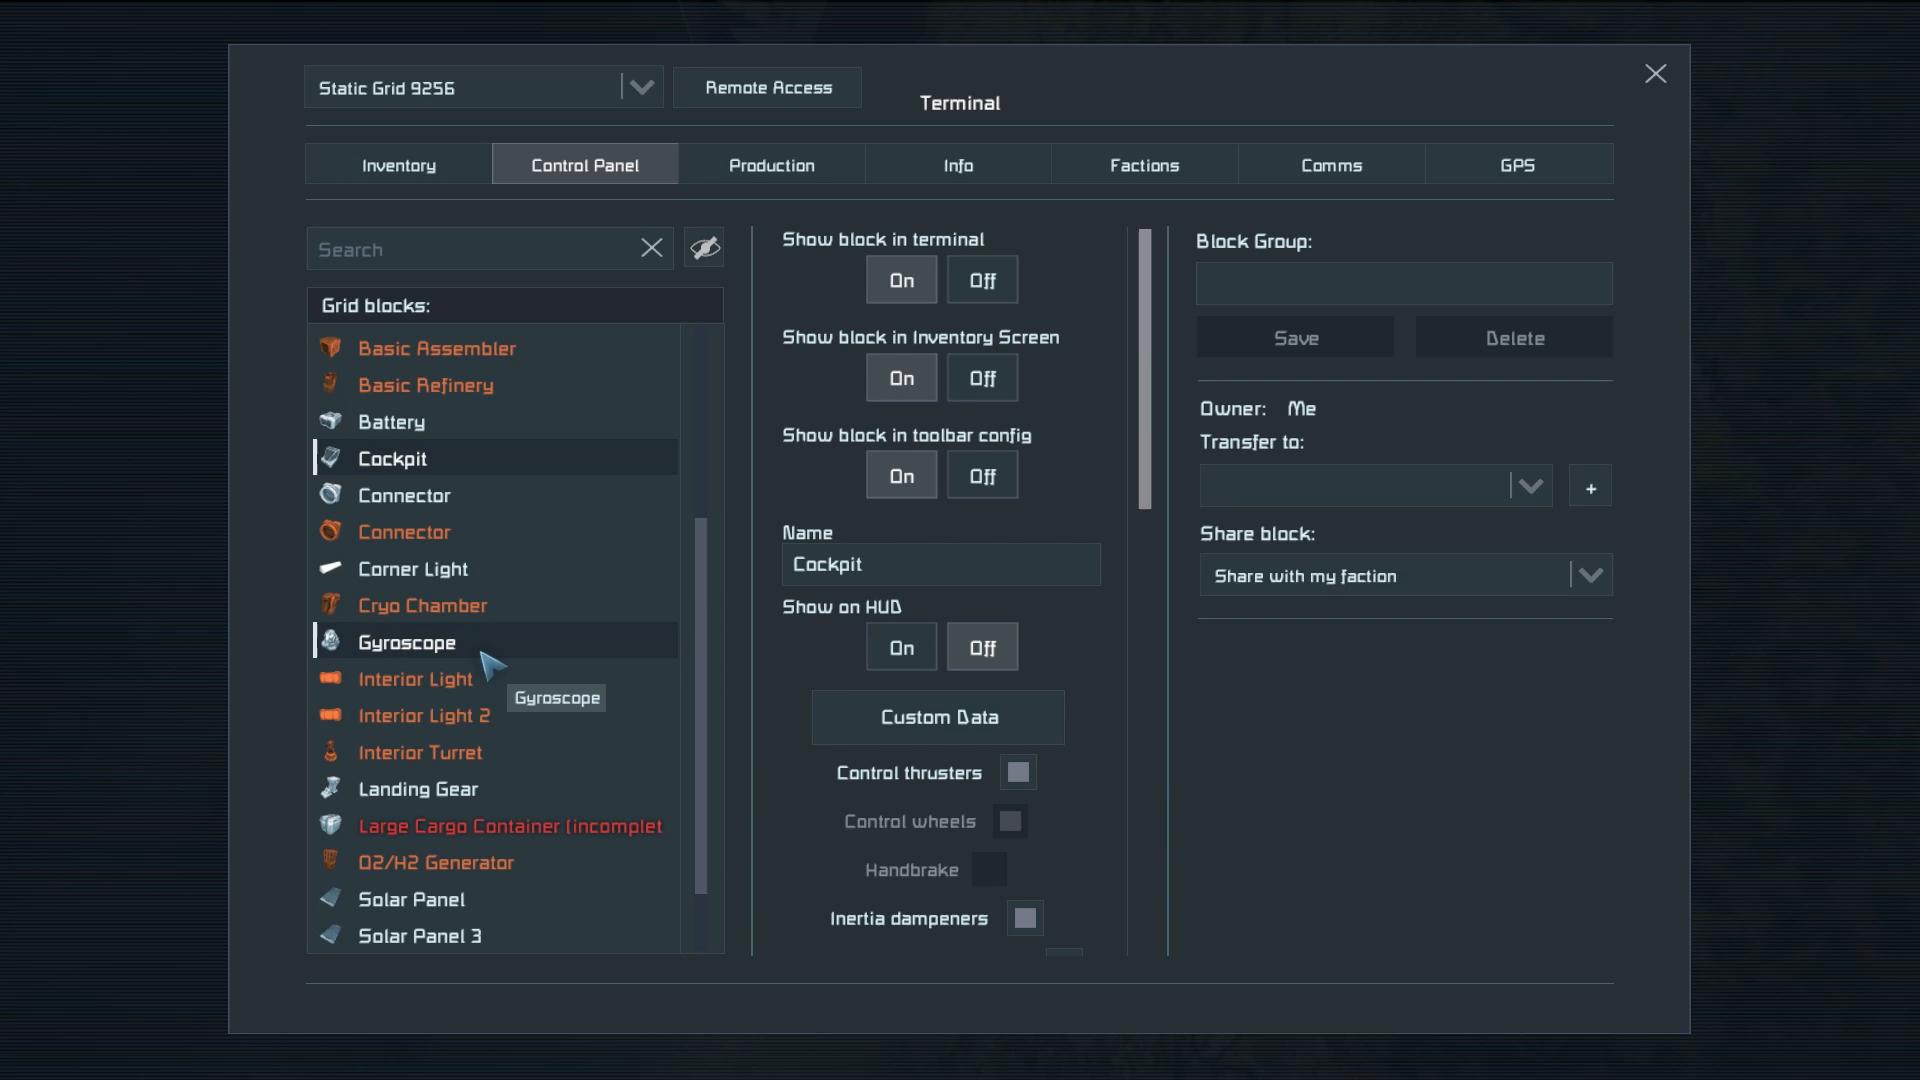 Static Grid 9256
Remote Access
Terminal
Inventory
Control Panel
Production
Info
Factions
Comms
GPS
Search
Grid blocks:
Basic Assembler
Basic Refinery
Battery
Cockpit
Connector
Connector
Corner Light
Cryo Chamber
Gyroscope
Interior Light
Gyroscope
Interior Light 2
Interior Turret
Landing Gear
Large Cargo Container (incomplet
O2/H2 Generator
Solar Panel
Solar Panel 3
Show block in terminal
On
Off
Show block in Inventory Screen
On
Off
Show block in toolbar config
On
Off
Name
Cockpit
Show on HUD
On
Off
Custom Data
Control thrusters
Control wheels
Handbrake
Inertia dampeners
Block Group:
Save
Delete
Owner: Me
Transfer to:
+
Share block:
Share with my faction